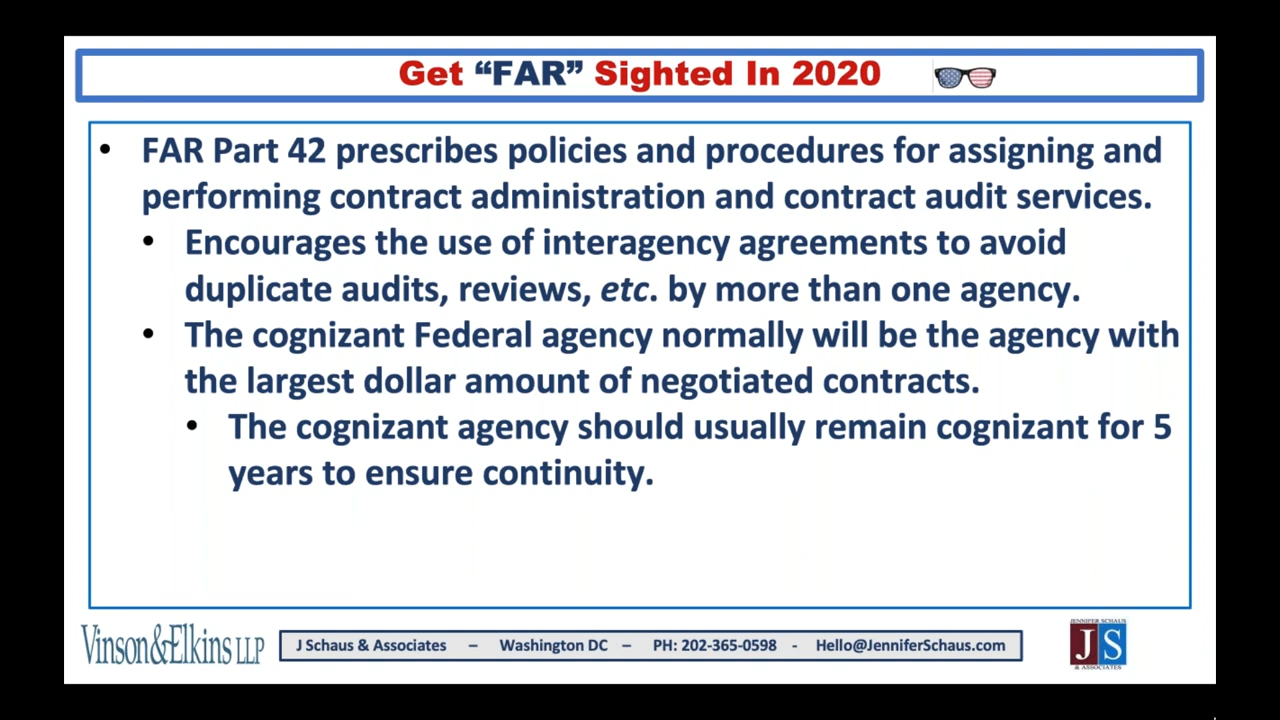 Get “FAR” Sighted In 2020
• FAR Part 42 prescribes policies and procedures for assigning and
performing contract administration and contract audit services.
• Encourages the use of interagency agreements to avoid
duplicate audits, reviews, etc. by more than one agency.
• The cognizant Federal agency normally will be the agency with
the largest dollar amount of negotiated contracts.
• The cognizant agency should usually remain cognizant for 5
years to ensure continuity.
Vinson&Elkins LLP
J Schaus & Associates – Washington DC – PH: 202-365-0598 - Hello@JenniferSchaus.com
JENNIFER SCHAUS
JS
& ASSOCIATES